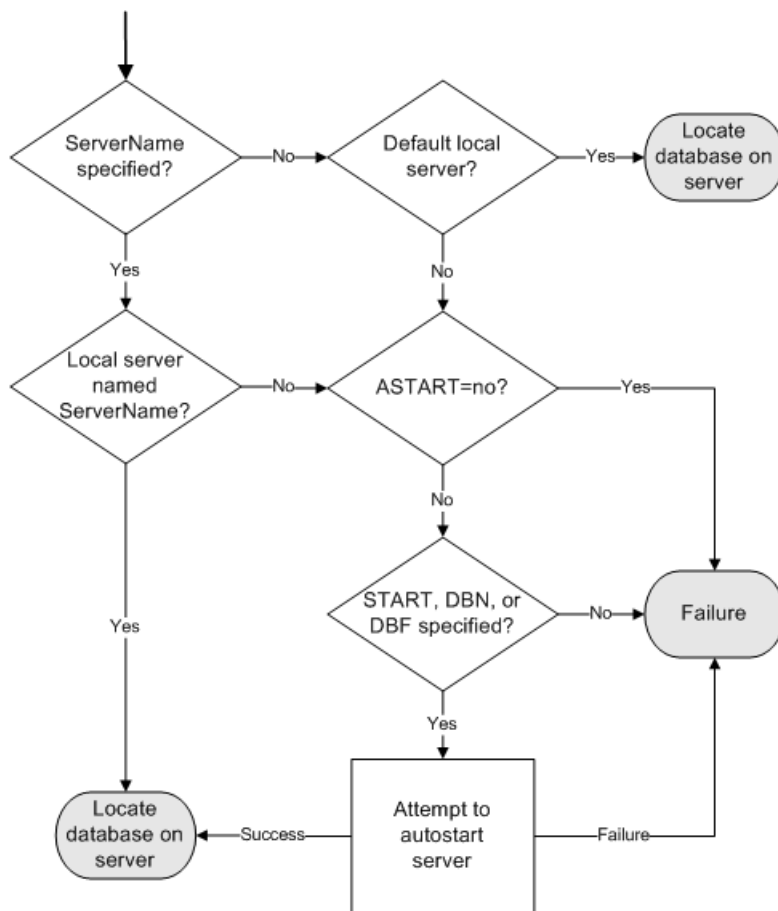 ServerName
specified?
No
Default local
server?
Yes
Locate
database on
server
Yes
No
Local server
named
ServerName?
No
ASTART=no?
Yes
No
Yes
START, DBN, or
DBF specified?
No
Failure
Yes
Locate
database on
server
Success
Attempt to
autostart
server
Failure